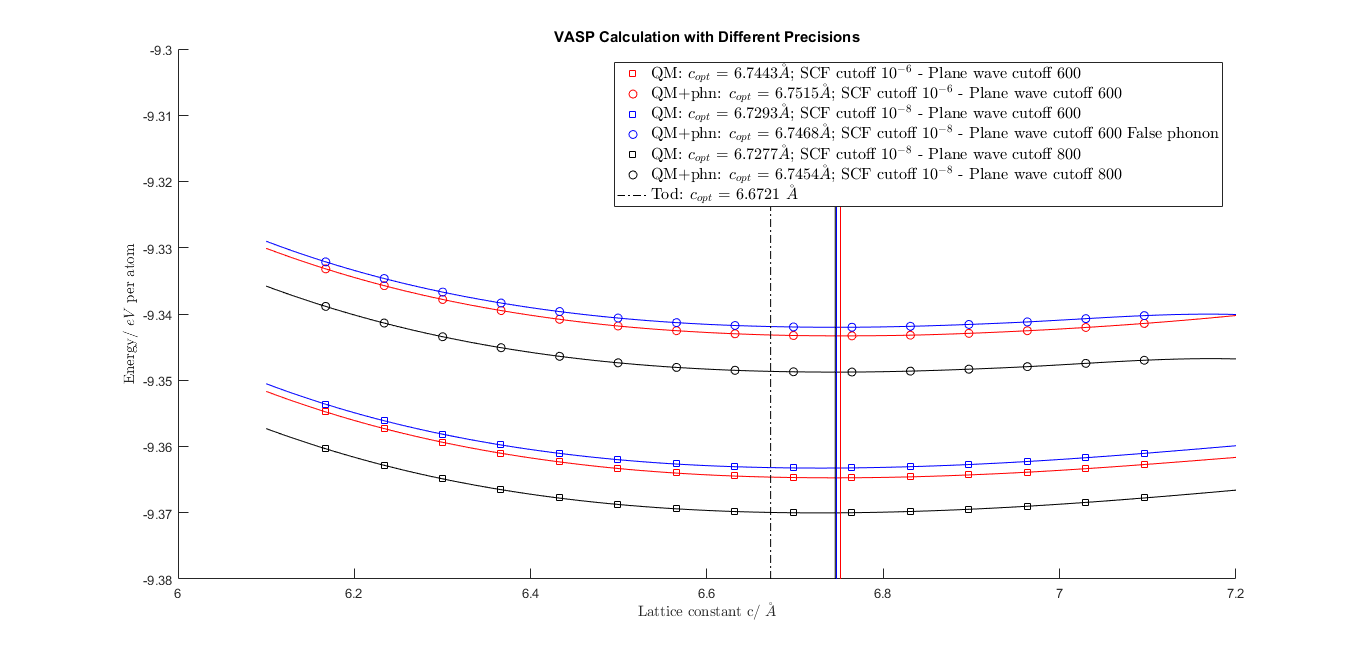 VASP Calculation with Different Precisions
-9.3
-9.31
-9.32
-9.33
-9.34
-9.35
-9.36
-9.37
-9.38
Energy/ eV per atom
QM: c_opt = 6.7443Å; SCF cutoff 10^−6 - Plane wave cutoff 600
QM+phn: c_opt = 6.7515Å; SCF cutoff 10^−6 - Plane wave cutoff 600
QM: c_opt = 6.7293Å; SCF cutoff 10^−8 - Plane wave cutoff 600
QM+phn: c_opt = 6.7468Å; SCF cutoff 10^−8 - Plane wave cutoff 600 False phonon
QM: c_opt = 6.7277Å; SCF cutoff 10^−8 - Plane wave cutoff 800
QM+phn: c_opt = 6.7454Å; SCF cutoff 10^−8 - Plane wave cutoff 800
Tod: c_opt = 6.6721 Å
6 6.2 6.4 6.6 6.8 7 7.2
Lattice constant c/ Å